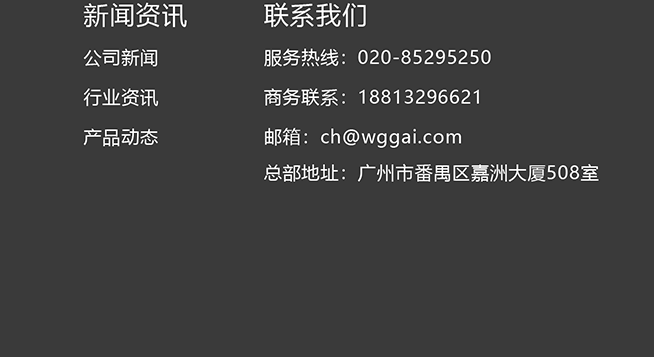 新闻资讯
公司新闻
行业资讯
产品动态
联系我们
服务热线：020-85295250
商务联系：18813296621
邮箱：ch@wggai.com
总部地址：广州市番禺区嘉洲大厦508室